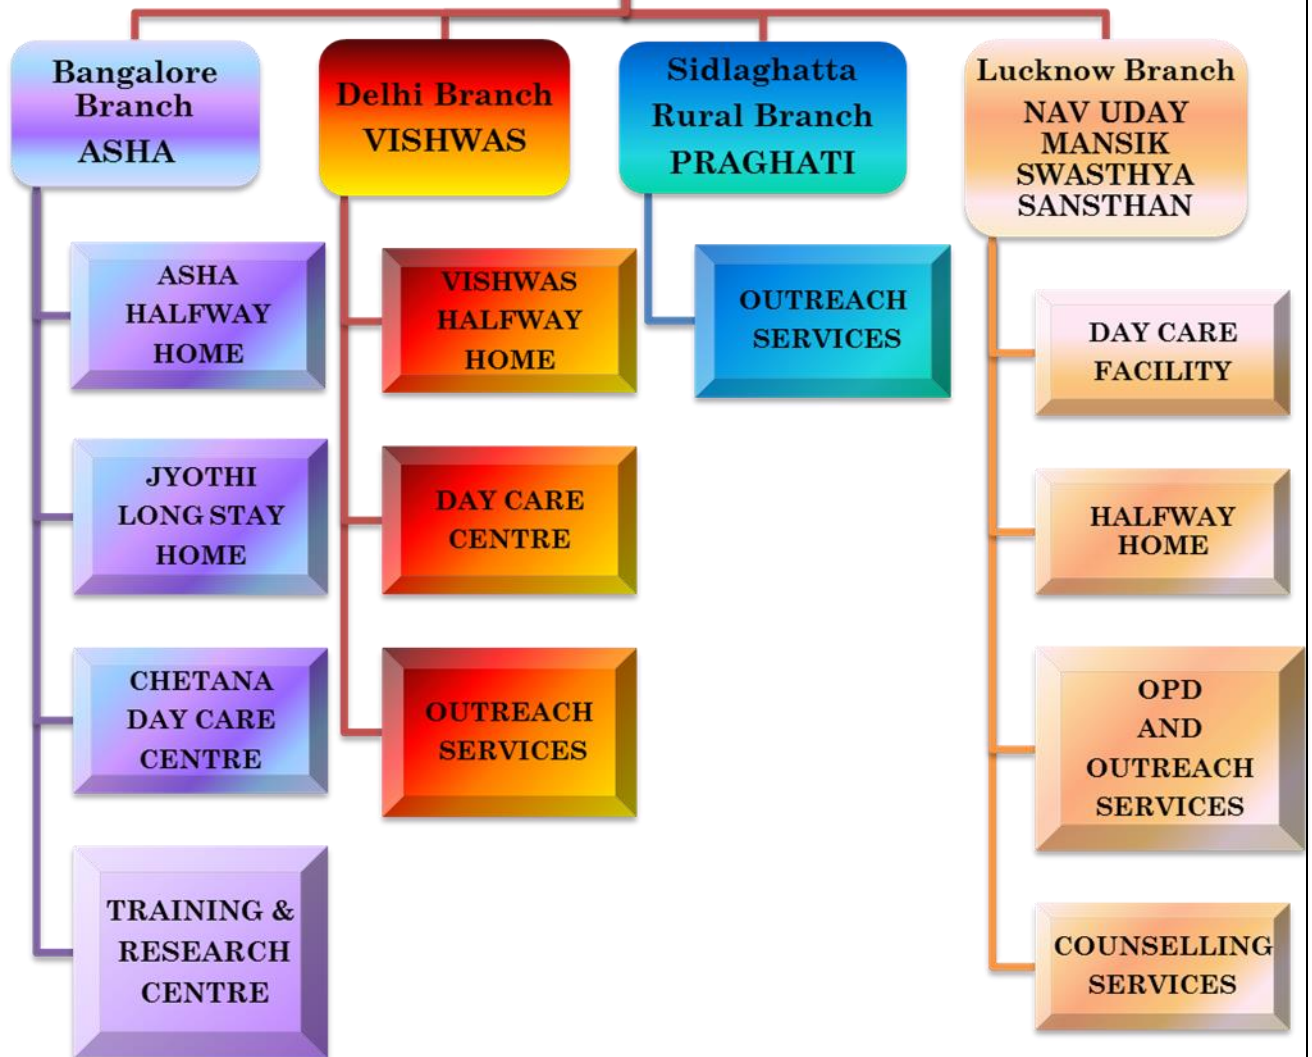 Bangalore
Branch
ASHA
ASHA
HALFWAY
HOME
JYOTHI
LONG STAY
HOME
CHETANA
DAY CARE
CENTRE
TRAINING &
RESEARCH
CENTRE
Delhi Branch
VISHWAS
VISHWAS
HALFWAY
HOME
DAY CARE
CENTRE
OUTREACH
SERVICES
Sidlaghatta
Rural Branch
PRAGHATI
OUTREACH
SERVICES
Lucknow Branch
NAV UDAY
MANSIK
SWASTHYA
SANSTHAN
DAY CARE
FACILITY
HALFWAY
HOME
OPD
AND
OUTREACH
SERVICES
COUNSELLING
SERVICES